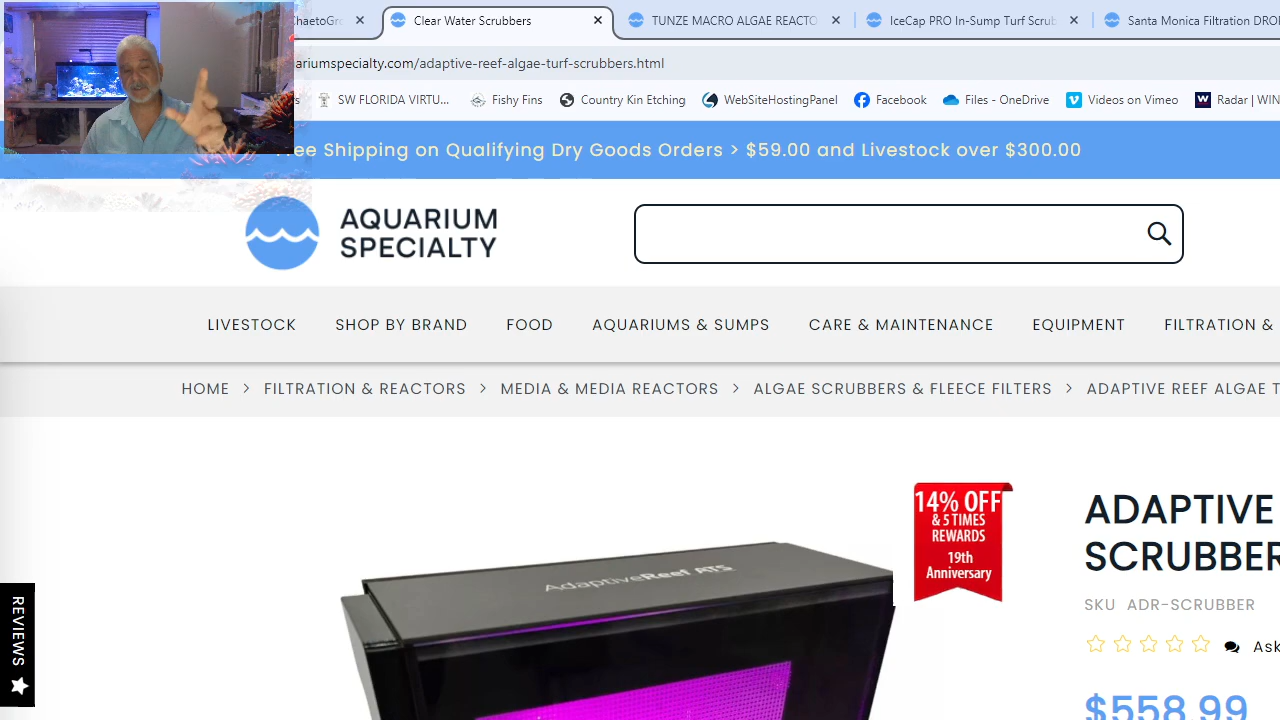 ChaetoGre
Clear Water Scrubbers
TUNZE MACRO ALGAE REACTO
IceCap PRO In-Sump Turf Scrub
Santa Monica Filtration DRO
ariumspecialty.com/adaptive-reef-algae-turf-scrubbers.html
SW FLORIDA VIRTU...
Fishy Fins
Country Kin Etching
WebSiteHostingPanel
Facebook
Files - OneDrive
Videos on Vimeo
Radar | WIN
Free Shipping on Qualifying Dry Goods Orders > $59.00 and Livestock over $300.00
AQUARIUM
SPECIALTY
LIVESTOCK SHOP BY BRAND FOOD AQUARIUMS & SUMPS CARE & MAINTENANCE EQUIPMENT FILTRATION &
HOME > FILTRATION & REACTORS > MEDIA & MEDIA REACTORS > ALGAE SCRUBBERS & FLEECE FILTERS > ADAPTIVE REEF ALGAE T
14% OFF
& 5 TIMES
REWARDS
19th
Anniversary
AdaptiveReef ATS
ADAPTIVE
SCRUBBER
SKU ADR-SCRUBBER
Ask
$558.99
REVIEWS